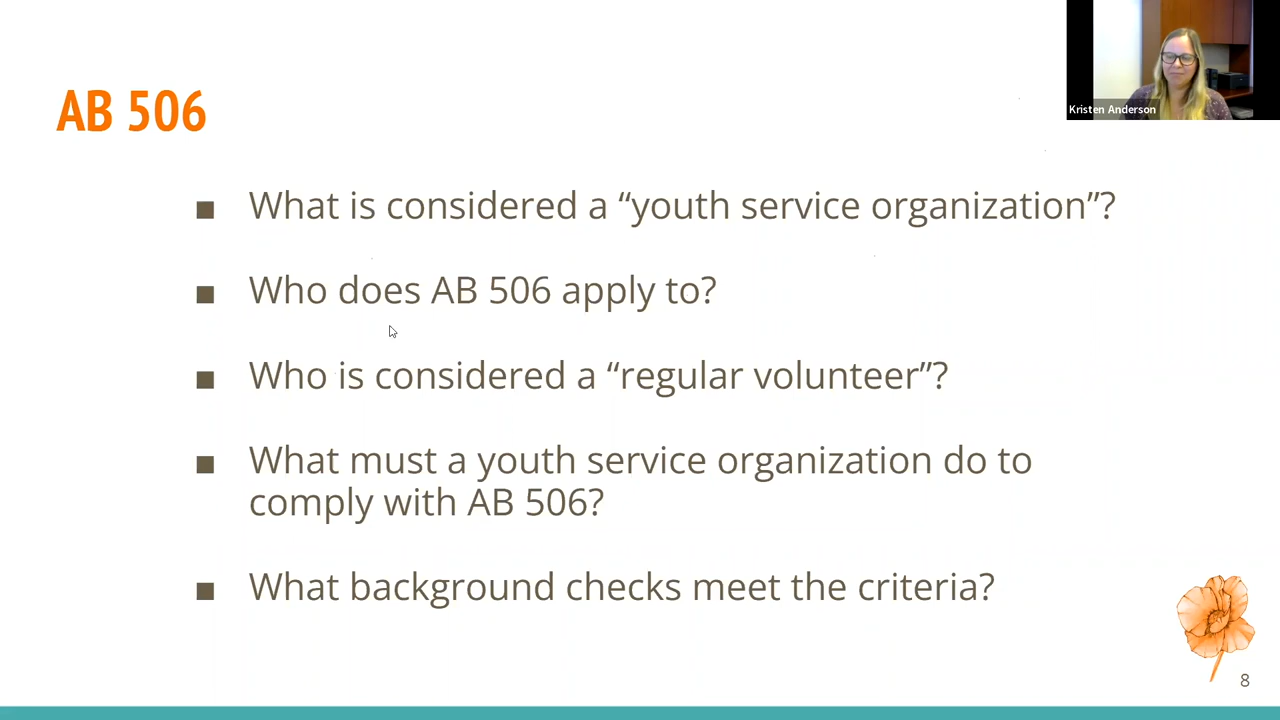 Kristen Anderson
AB 506
■ What is considered a “youth service organization”?
■ Who does AB 506 apply to?
■ Who is considered a “regular volunteer”?
■ What must a youth service organization do to
comply with AB 506?
■ What background checks meet the criteria?
8